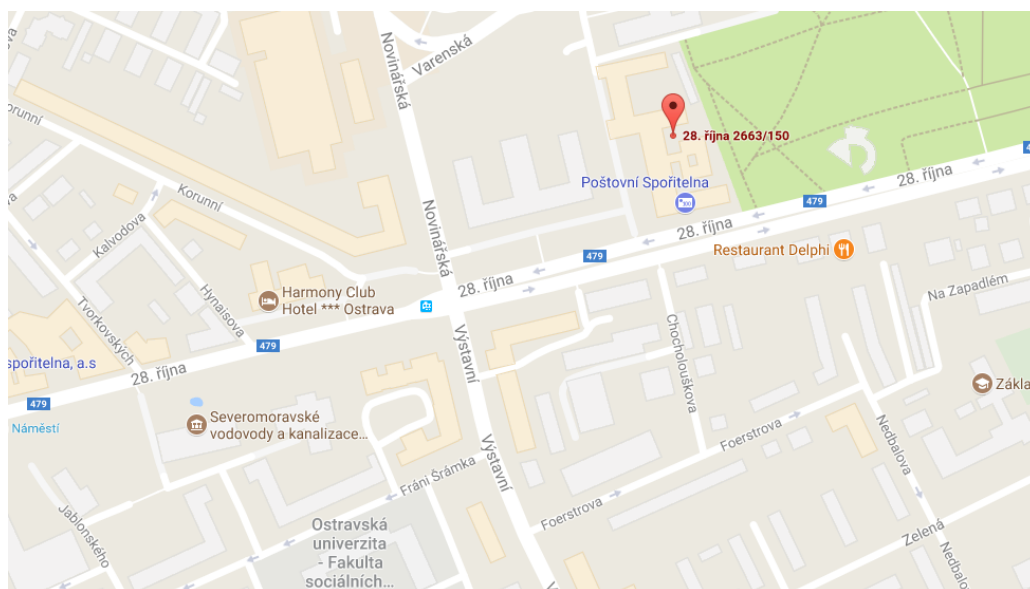 Novinářská
Varenská
28. října 2663/150
Korunní
Poštovní Spořitelna
28. října
479
479
28. října
Korunní
Novinářská
Kalvodova
Restaurant Delphi
479
28. října
Na Zapadlém
Harmony Club
Hotel *** Ostrava
Hynaisova
Tvorkovských
Chocholouškova
479
Výstavní
spořitelna, a.s
28. října
479
Základ
Náměstí
Severomoravské
vodovody a kanalizace...
Foerstrova
Nedbalova
Výstavní
Fráni Šrámka
Foerstrova
Jablonského
Ostravská
univerzita
- Fakulta
sociálních...
Zelená
Nedbalova